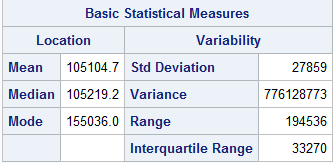 Basic Statistical Measures
Location Variability
Mean 105104.7 Std Deviation 27859
Median 105219.2 Variance 776128773
Mode 155036.0 Range 194536
Interquartile Range 33270